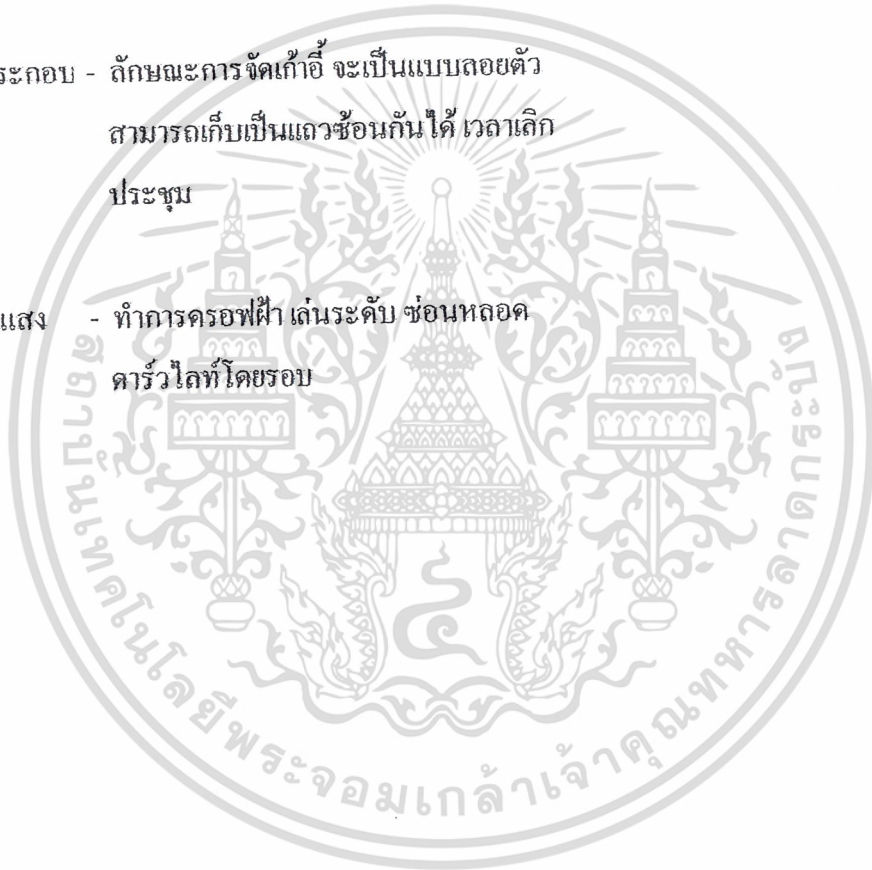 ระกอบ - ลักษณะการจัดเก้าอี้ จะเป็นแบบลอยตัว
สามารถเก็บเป็นแถวซ้อนกันได้ เวลาเลิก
ประชุม
แสง - ทำการครอฟฝ้า เล่นระดับ ซ่อนหลอด
ดาร์วไลท์โดยรอบ
สถาบันเทคโนโลยีพระจอมเกล้าเจ้าคุณทหารลาดกระบัง